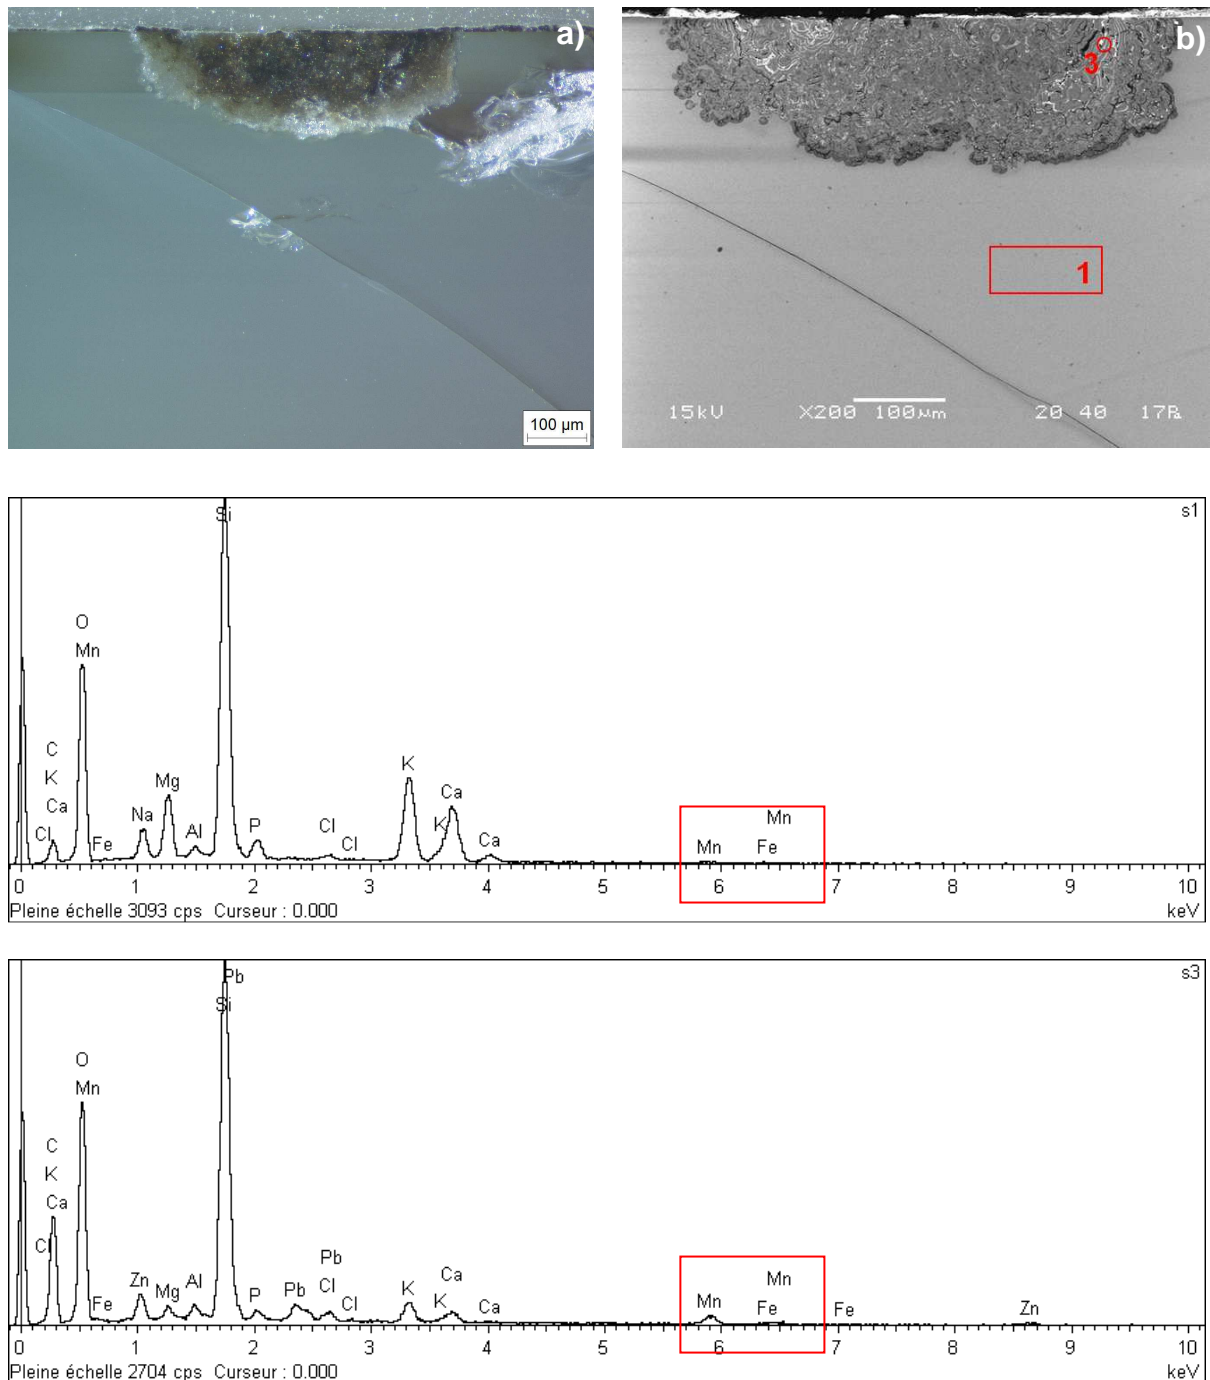 a)
100 µm
b)
3
1
15kV X200 100µm 20 40
s1
Si
O
Mn
C
K
Ca
Cl
Fe
Na
Mg
Al
P
Cl
Cl
K
K
Ca
Ca
Mn
Mn
Fe
0 1 2 3 4 5 6 7 8 9 10
Pleine échelle 3093 cps Curseur : 0.000
keV
s3
Pb
Si
O
Mn
C
K
Ca
Fe
Zn
Mg
Al
P
Pb
Pb
Cl
Cl
K
K
Ca
Ca
Mn
Mn
Fe
Fe
Zn
0 1 2 3 4 5 6 7 8 9 10
Pleine échelle 2704 cps Curseur : 0.000
keV